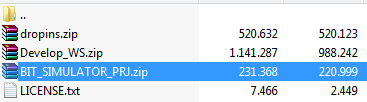 ..
dropins.zip 520.632 520.123
Develop_WS.zip 1.141.287 988.242
BIT_SIMULATOR_PRJ.zip 231.368 220.999
LICENSE.txt 7.466 2.449